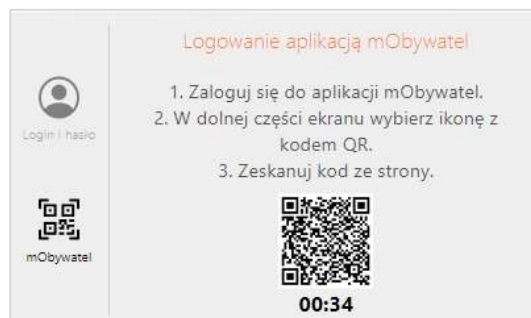 Logowanie aplikacją mObywatel
1. Zaloguj się do aplikacji mObywatel.
2. W dolnej części ekranu wybierz ikonę z
kodem QR.
3. Zeskanuj kod ze strony.
Login i hasło
mObywatel
00:34